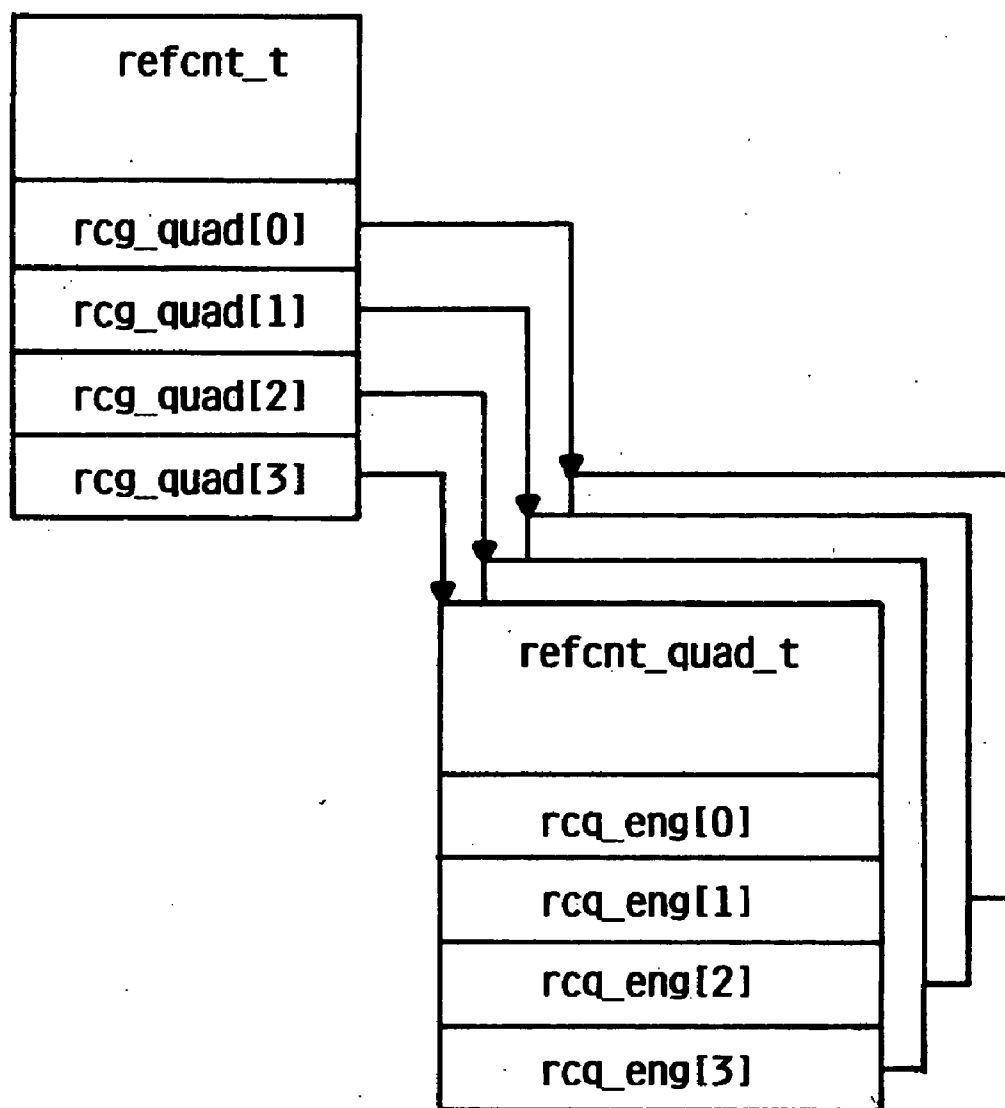 refcnt_t
rcg_quad[0]
rcg_quad[1]
rcg_quad[2]
rcg_quad[3]
refcnt_quad_t
rcq_eng[0]
rcq_eng[1]
rcq_eng[2]
rcq_eng[3]